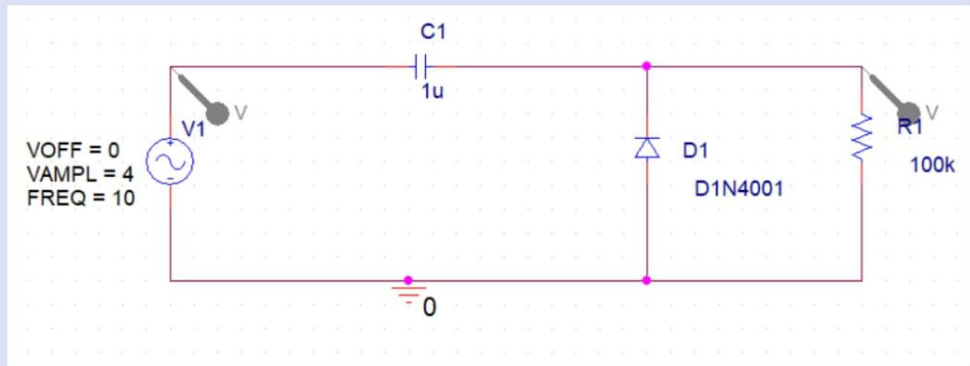 C1
1u
V
V1
VOFF = 0
VAMPL = 4
FREQ = 10
D1
D1N4001
V
R1
100k
0